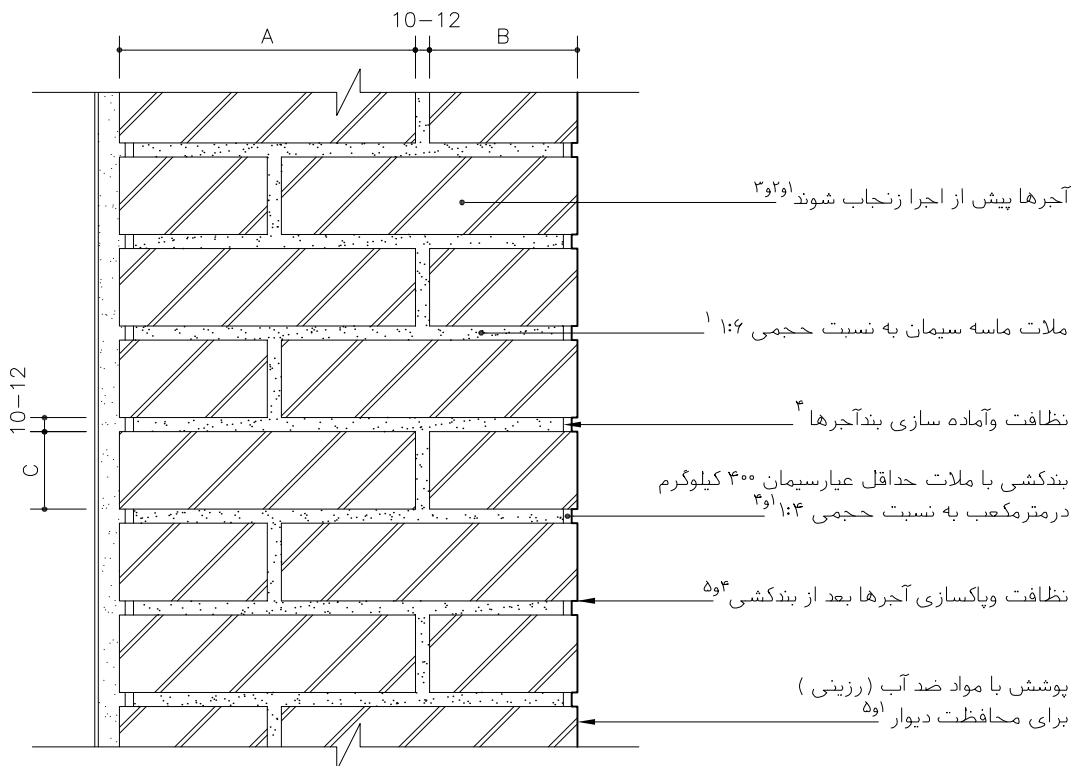 10-12
A
B
آجرها پیش از اجرا زنجاب شوند ۱و۲و۳
ملات ماسه سیمان به نسبت حجمی ۱:۶ ۱
10-12
نظافت وآماده سازی بندآجرها ۴
C
بندکشی با ملات حداقل عیارسیمان ۴۰۰ کیلوگرم
درمترمکعب به نسبت حجمی ۱:۴ ۱و۴
نظافت وپاکسازی آجرها بعد از بندکشی ۴و۵
پوشش با مواد ضد آب (رزینی )
برای محافظت دیوار ۱و۵